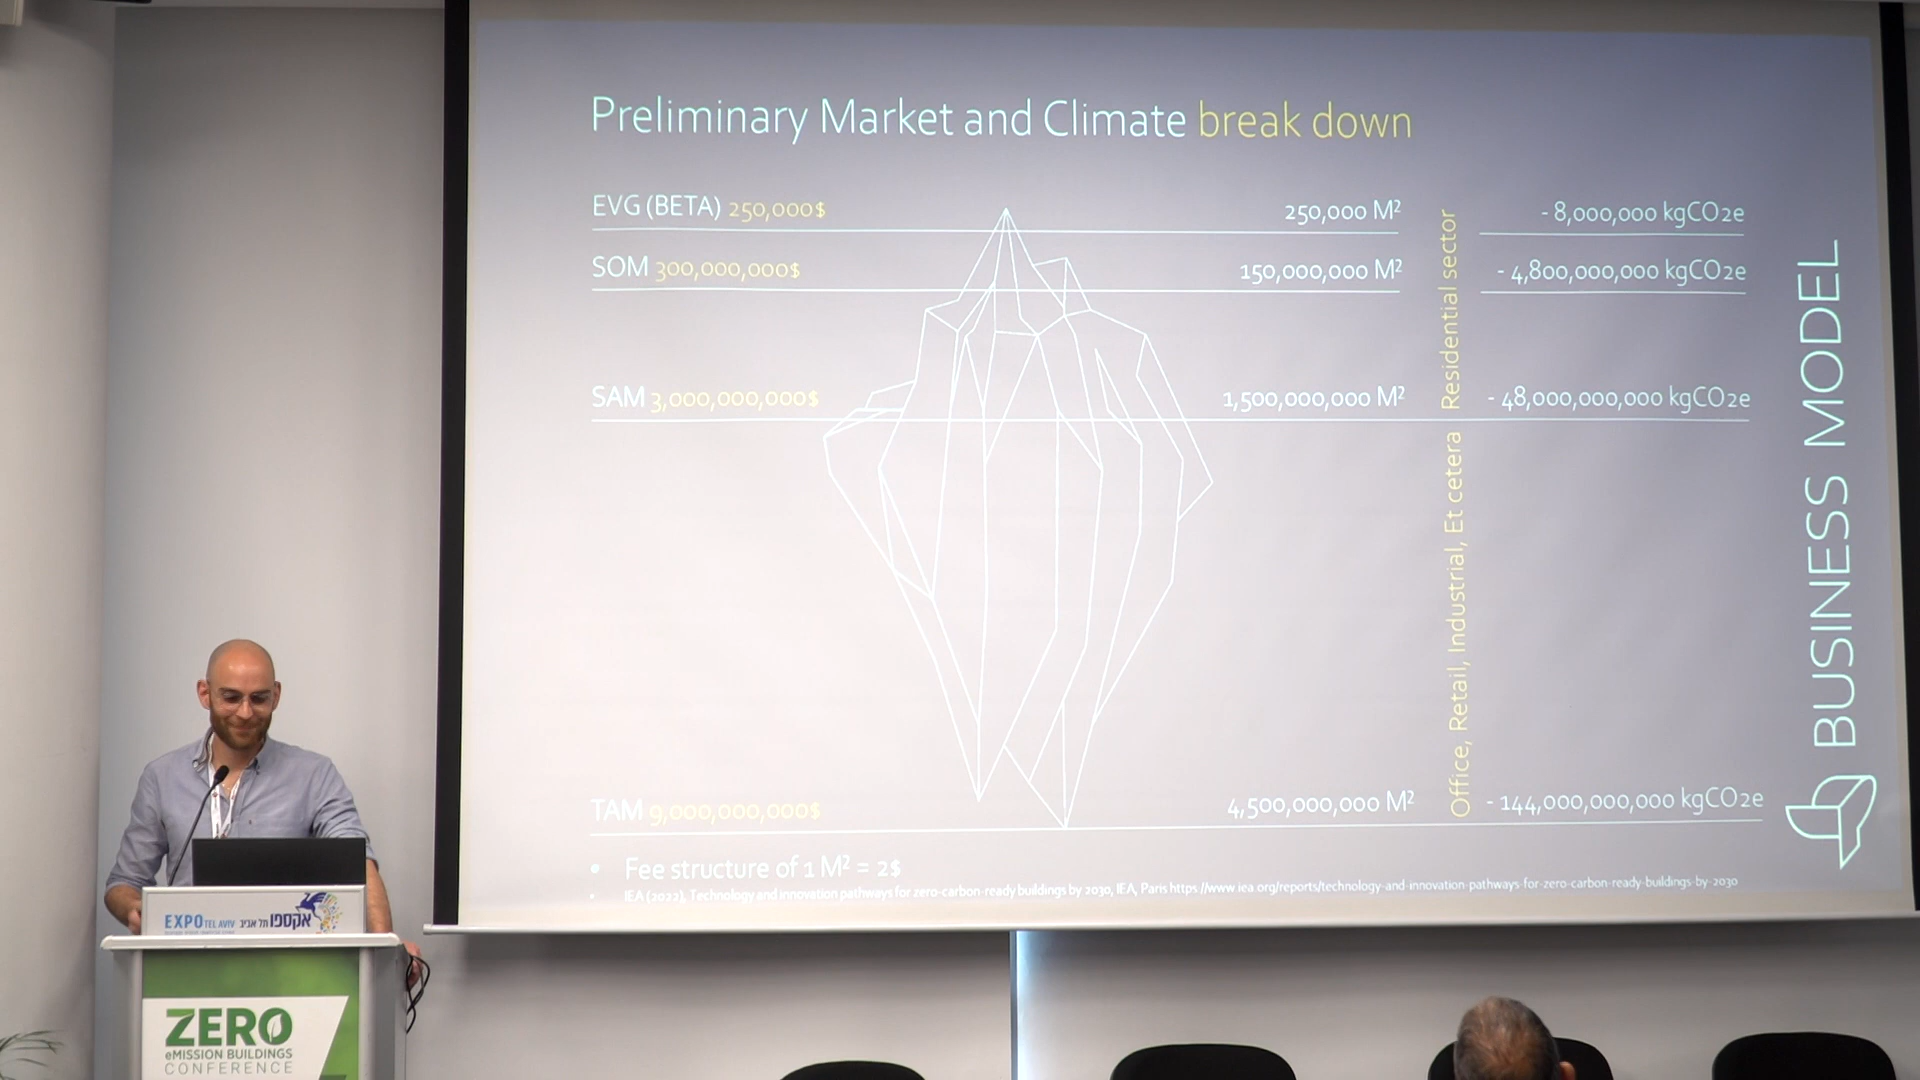 Preliminary Market and Climate break down
EVG (BETA) 250,000$ 250,000 M² - 8,000,000 kgCO2e
SOM 300,000,000$ 150,000,000 M² - 4,800,000,000 kgCO2e
SAM 3,000,000,000$ 1,500,000,000 M² - 48,000,000,000 kgCO2e
TAM 9,000,000,000$ 4,500,000,000 M² - 144,000,000,000 kgCO2e
Residential sector
Office, Retail, Industrial, Et cetera
BUSINESS MODEL
• Fee structure of 1 M² = 2$
• IEA (2022), Technology and innovation pathways for zero-carbon-ready buildings by 2030, IEA, Paris https://www.iea.org/reports/technology-and-innovation-pathways-for-zero-carbon-ready-buildings-by-2030
EXPO TEL AVIV אקספו תל אביב
ZERO
eMISSION BUILDINGS
CONFERENCE